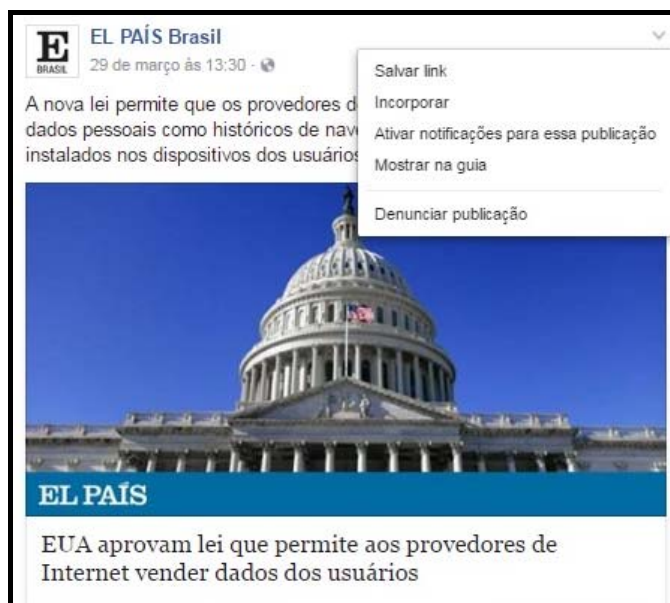 E
BRASIL
EL PAÍS Brasil
29 de março às 13:30 ·
A nova lei permite que os provedores d
dados pessoais como históricos de nav
instalados nos dispositivos dos usuários
Salvar link
Incorporar
Ativar notificações para essa publicação
Mostrar na guia
Denunciar publicação
EL PAÍS
EUA aprovam lei que permite aos provedores de
Internet vender dados dos usuários